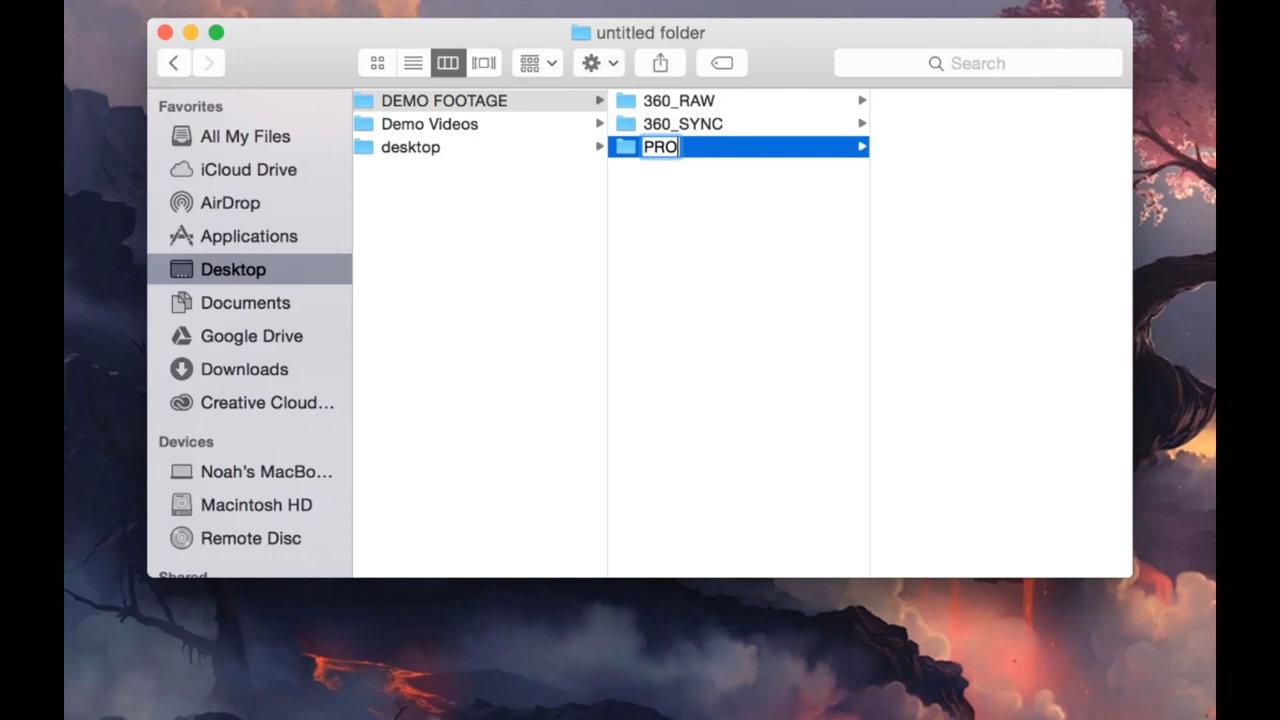 untitled folder
Search
Favorites
All My Files
iCloud Drive
AirDrop
Applications
Desktop
Documents
Google Drive
Downloads
Creative Cloud...
Devices
Noah's MacBo...
Macintosh HD
Remote Disc
Shared
DEMO FOOTAGE
Demo Videos
desktop
360_RAW
360_SYNC
PRO